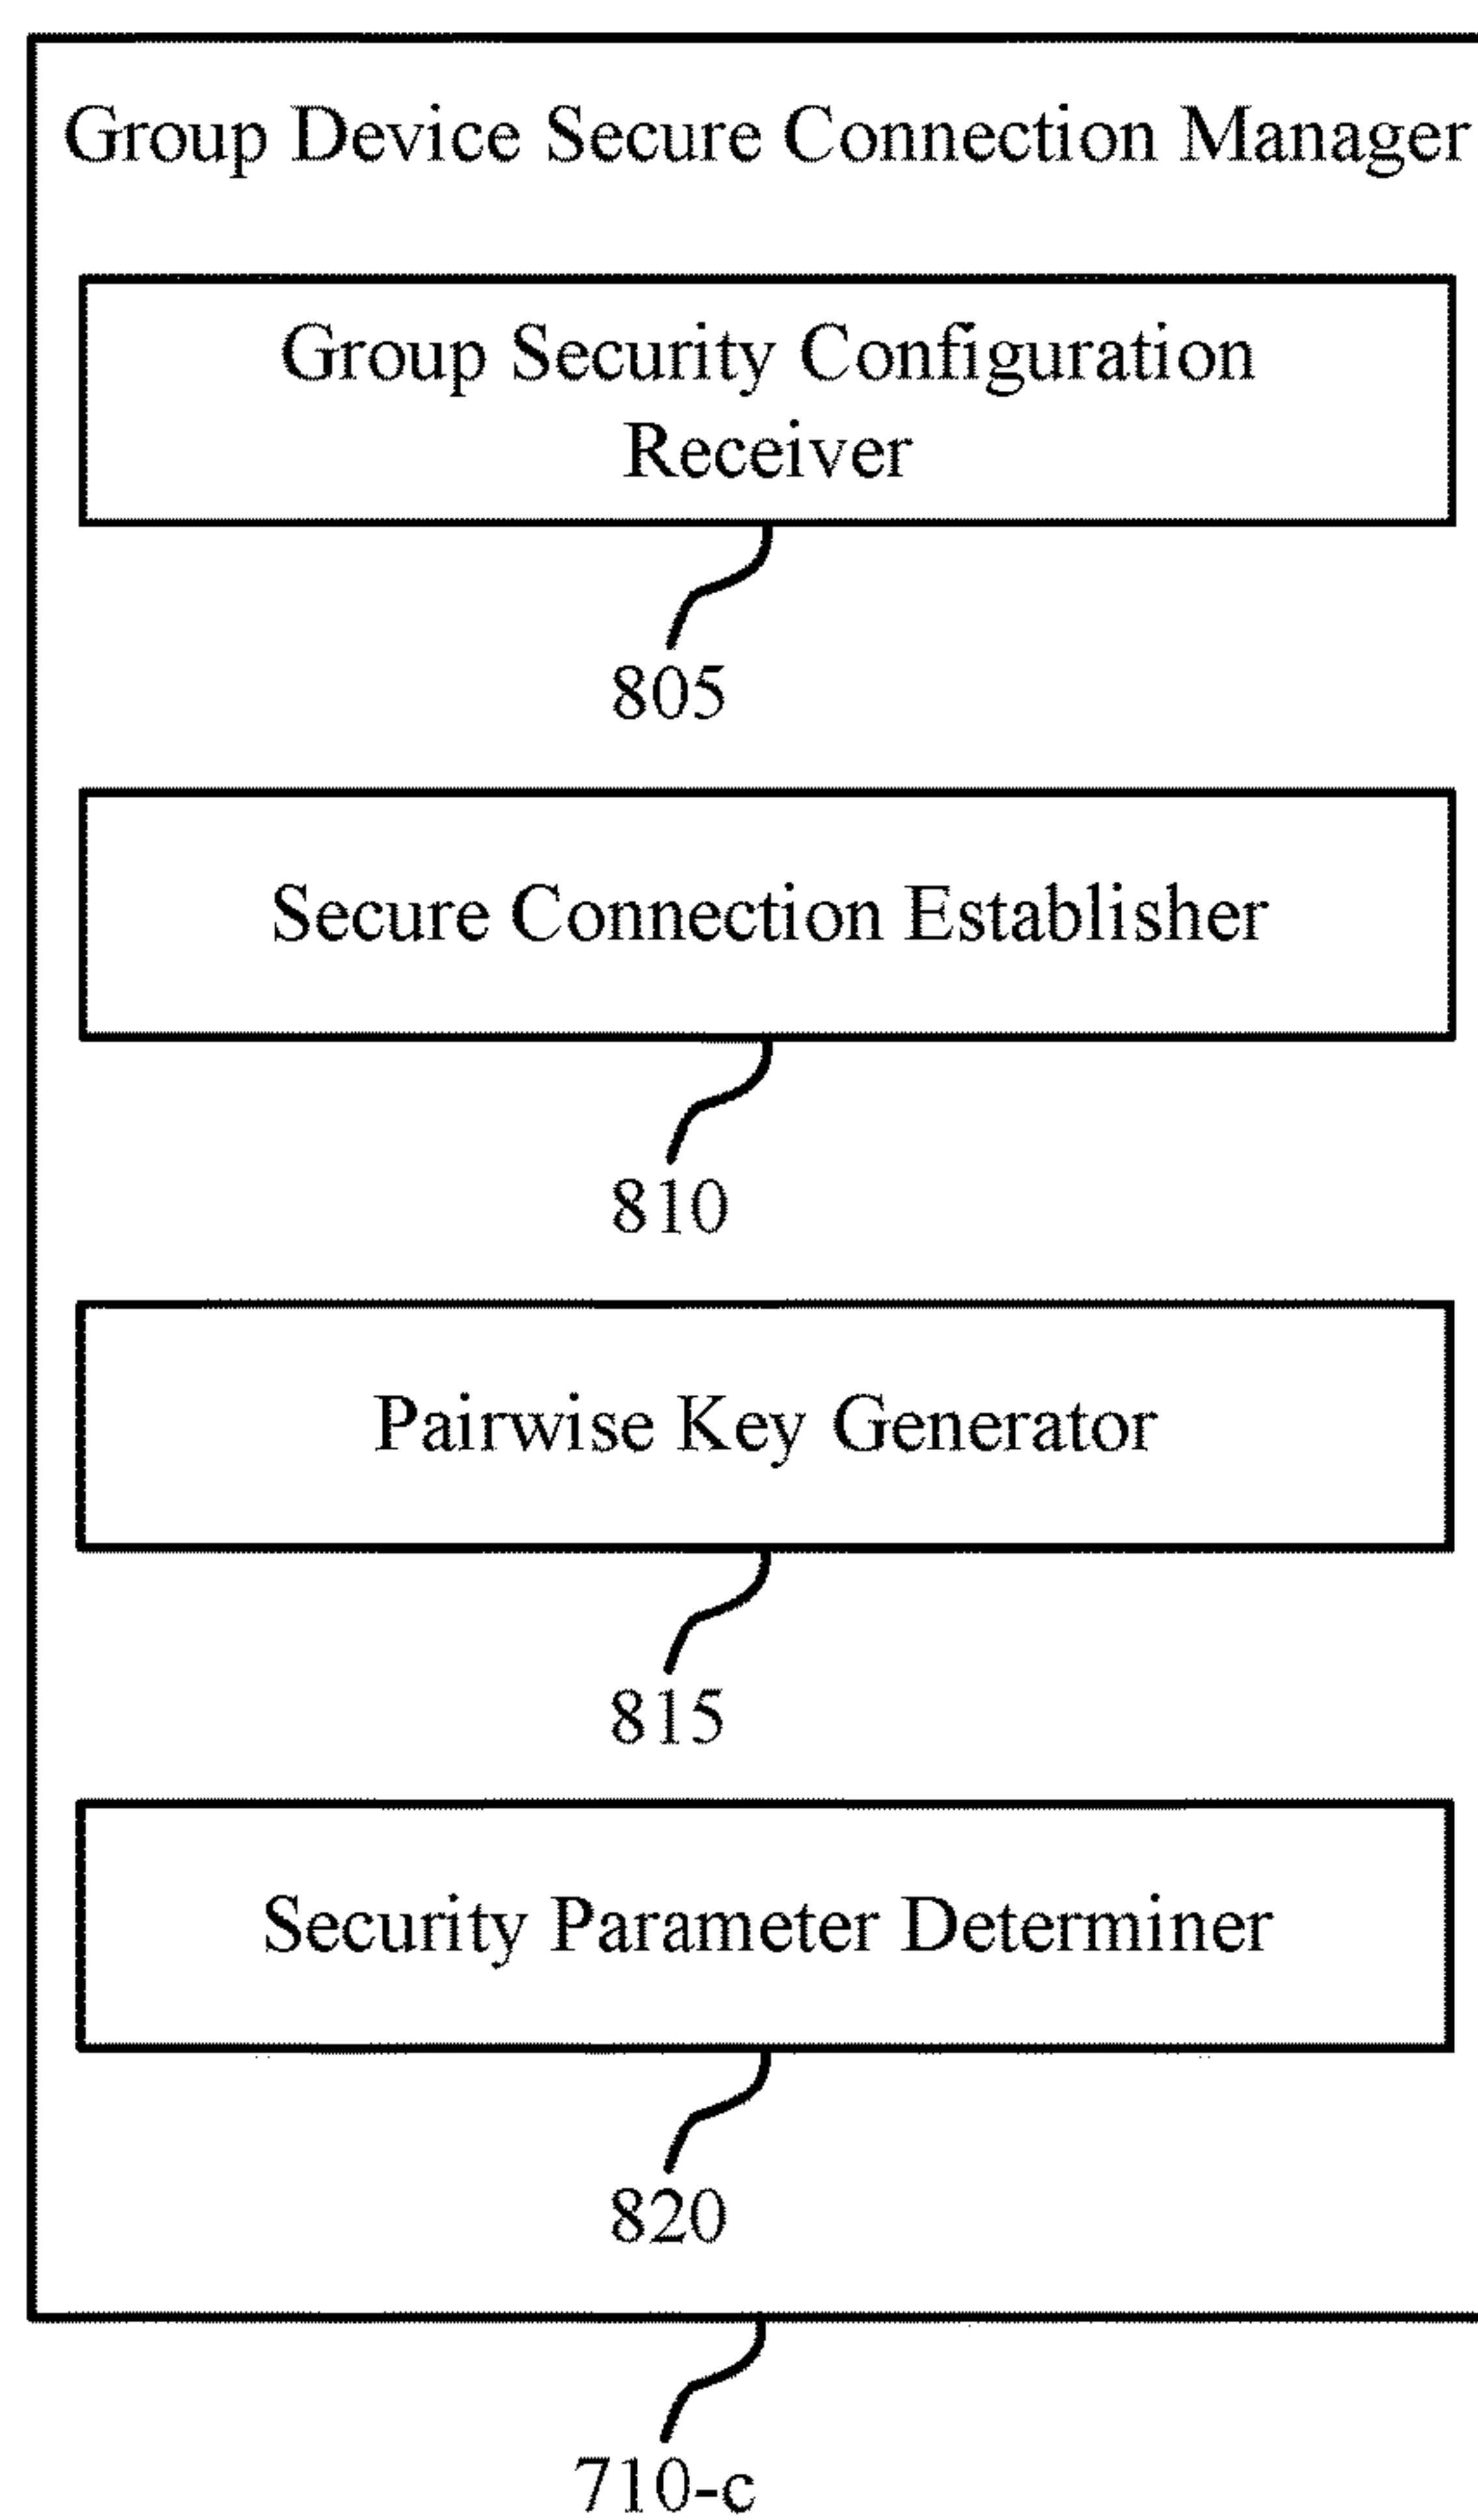 Group Device Secure Connection Manager
Group Security Configuration
Receiver
805
Secure Connection Establisher
810
Pairwise Key Generator
815
Security Parameter Determiner
820
710-c